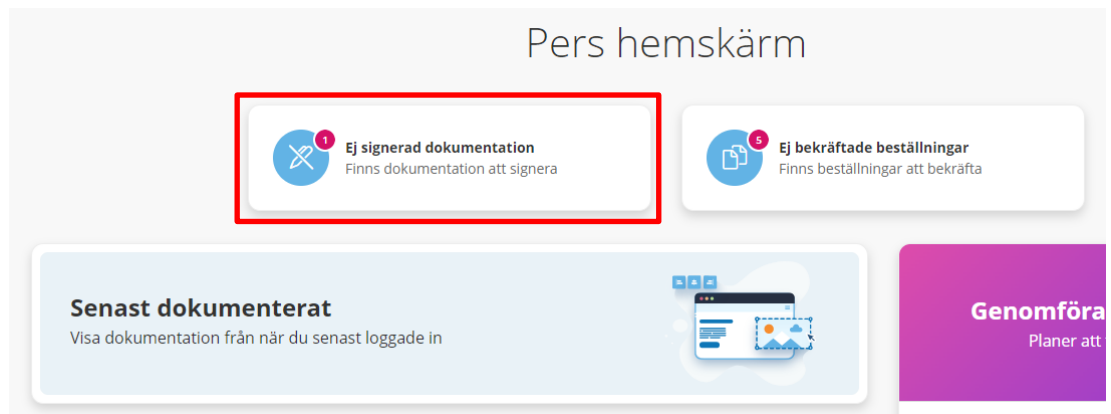 Pers hemskärm
1
Ej signerad dokumentation
Finns dokumentation att signera
5
Ej bekräftade beställningar
Finns beställningar att bekräfta
Senast dokumenterat
Visa dokumentation från när du senast loggade in
Genomföra
Planer att